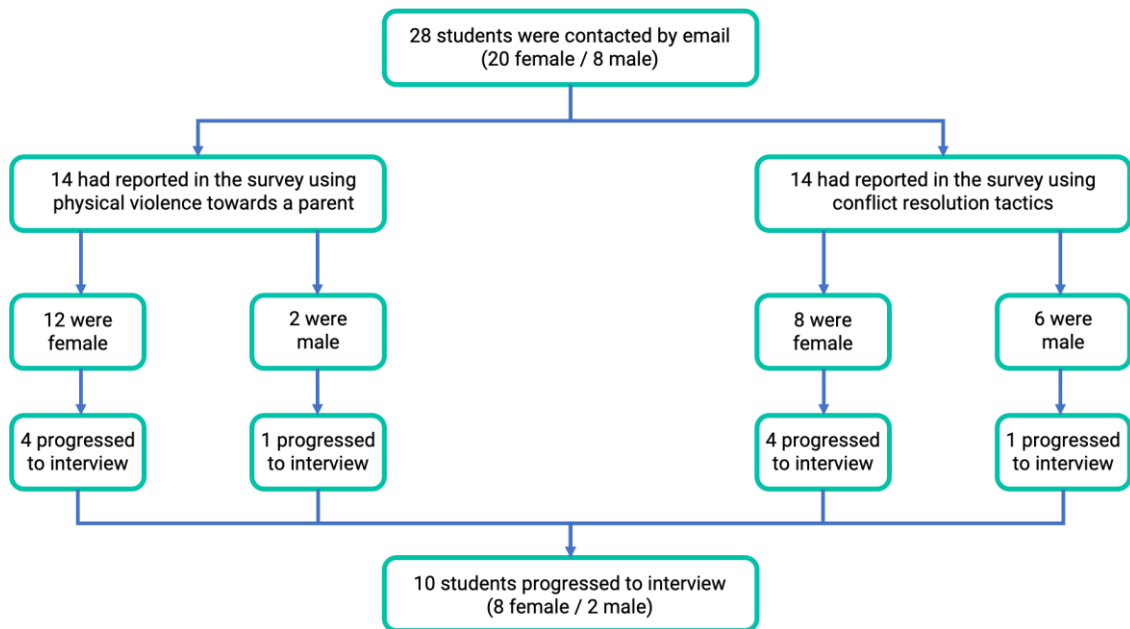 28 students were contacted by email
(20 female / 8 male)
14 had reported in the survey using
physical violence towards a parent
14 had reported in the survey using
conflict resolution tactics
12 were
female
2 were
male
8 were
female
6 were
male
4 progressed
to interview
1 progressed
to interview
4 progressed
to interview
1 progressed
to interview
10 students progressed to interview
(8 female / 2 male)